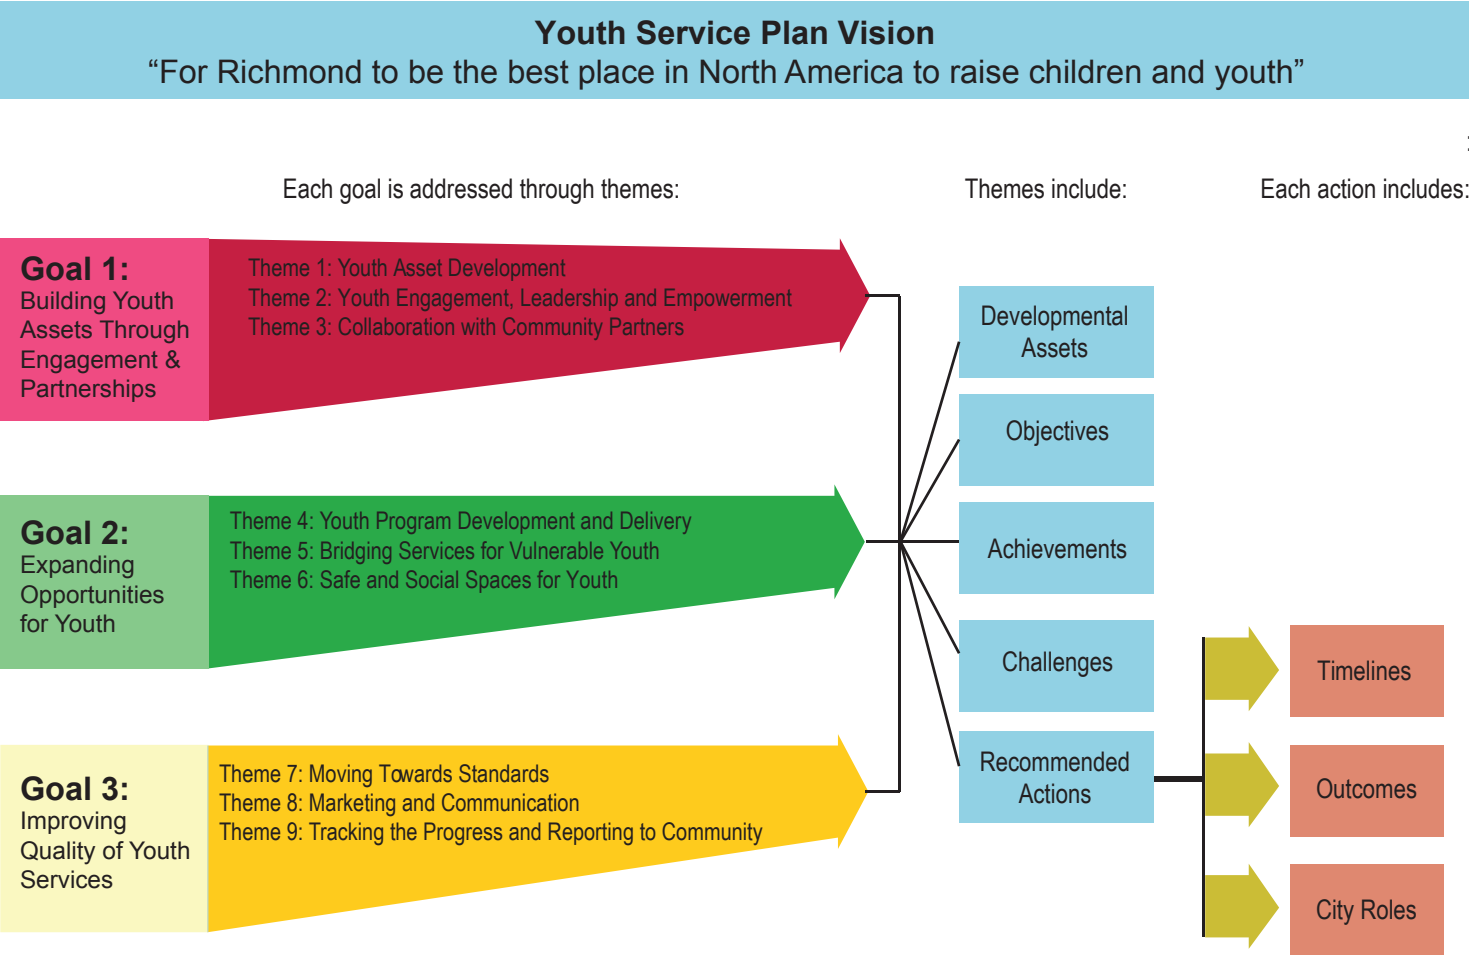 Youth Service Plan Vision
“For Richmond to be the best place in North America to raise children and youth”
Each goal is addressed through themes:
Themes include:
Each action includes:
Goal 1:
Building Youth
Assets Through
Engagement &
Partnerships
Theme 1: Youth Asset Development
Theme 2: Youth Engagement, Leadership and Empowerment
Theme 3: Collaboration with Community Partners
Goal 2:
Expanding
Opportunities
for Youth
Theme 4: Youth Program Development and Delivery
Theme 5: Bridging Services for Vulnerable Youth
Theme 6: Safe and Social Spaces for Youth
Goal 3:
Improving
Quality of Youth
Services
Theme 7: Moving Towards Standards
Theme 8: Marketing and Communication
Theme 9: Tracking the Progress and Reporting to Community
Developmental
Assets
Objectives
Achievements
Challenges
Recommended
Actions
Timelines
Outcomes
City Roles